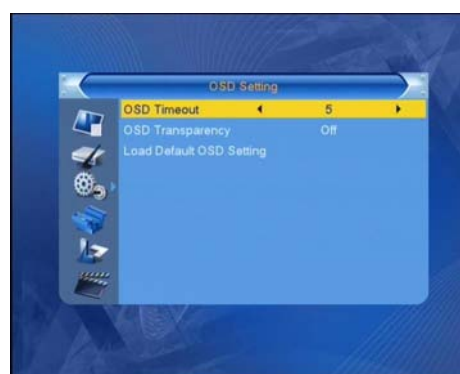 OSD Setting
OSD Timeout 5
OSD Transparency Off
Load Default OSD Setting